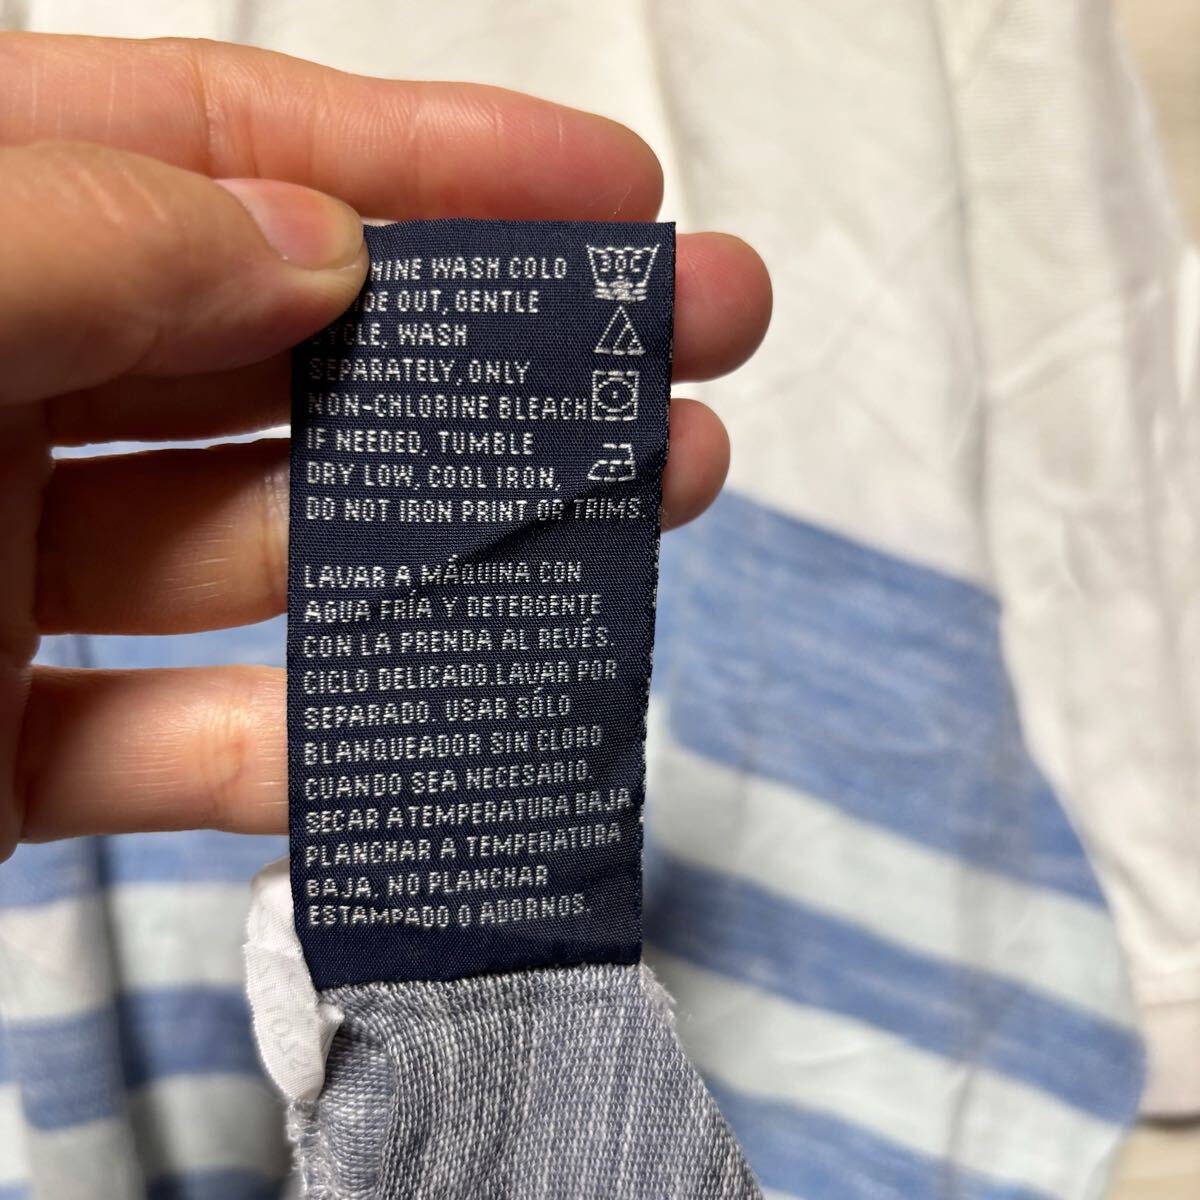 WASH COLD
30C
OUT, GENTLE
WASH
SEPARATELY, ONLY
NON-CHLORINE BLEACH
IF NEEDED, TUMBLE
DRY LOW, COOL IRON,
DO NOT IRON PRINT OR TRIMS.
LAVAR A MÁQUINA CON
AGUA FRÍA Y DETERGENTE
CON LA PRENDA AL REVÉS.
CICLO DELICADO. LAVAR POR
SEPARADO. USAR SÓLO
BLANQUEADOR SIN CLORO
CUANDO SEA NECESARIO.
SECAR A TEMPERATURA BAJA
PLANCHAR A TEMPERATURA
BAJA. NO PLANCHAR
ESTAMPADO O ADORNOS.